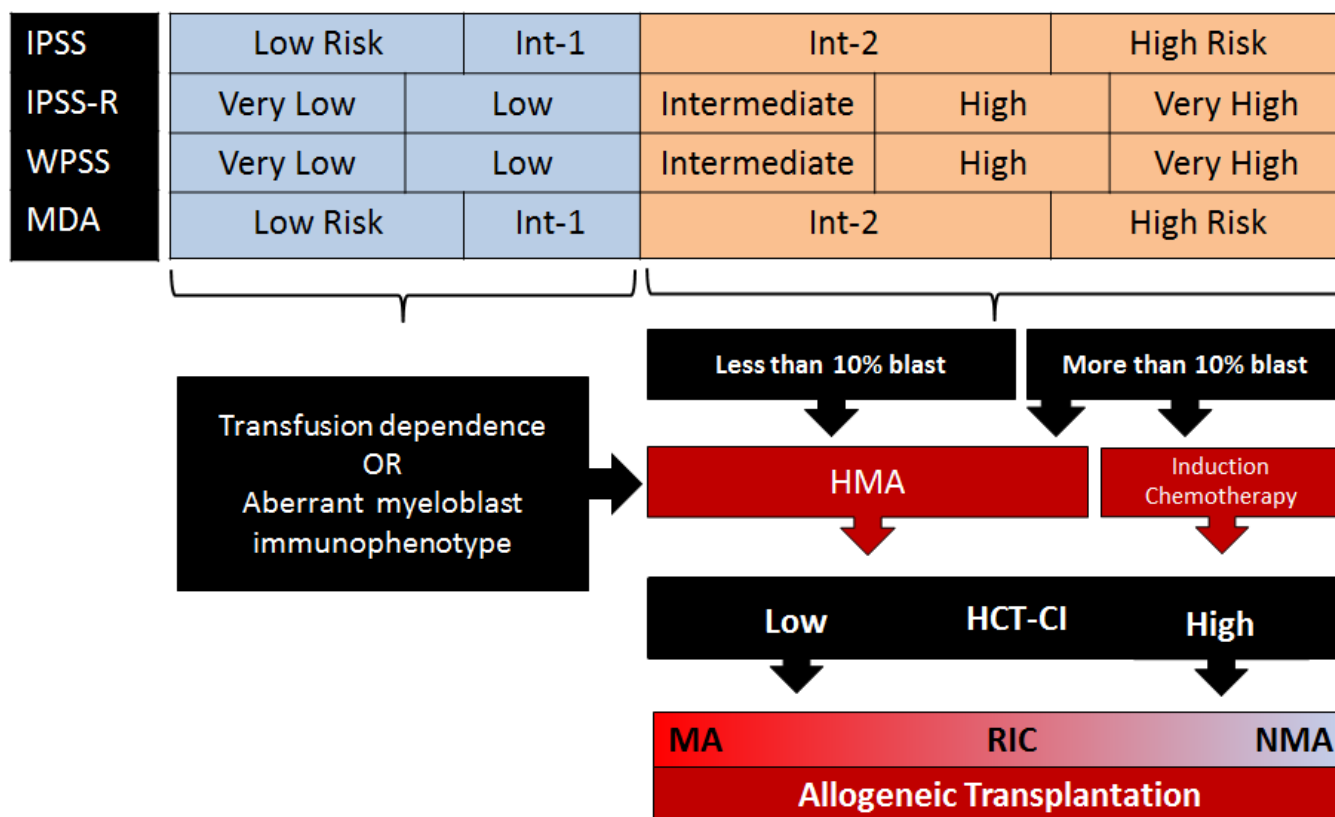 IPSS Low Risk Int-1 Int-2 High Risk
IPSS-R Very Low Low Intermediate High Very High
WPSS Very Low Low Intermediate High Very High
MDA Low Risk Int-1 Int-2 High Risk
Less than 10% blast More than 10% blast
Transfusion dependence
OR
Aberrant myeloblast
immunophenotype
HMA
Induction
Chemotherapy
Low HCT-CI High
MA RIC NMA
Allogeneic Transplantation